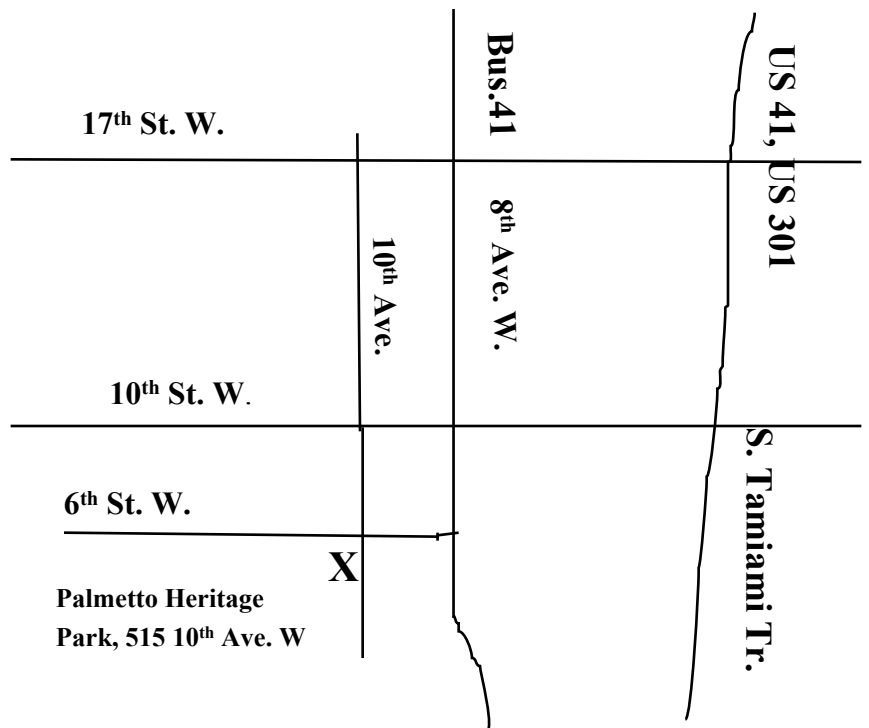 Bus.41
US 41, US 301
17th St. W.
8th Ave. W.
10th Ave.
10th St. W.
S. Tamiami Tr.
6th St. W.
X
Palmetto Heritage
Park, 515 10th Ave. W